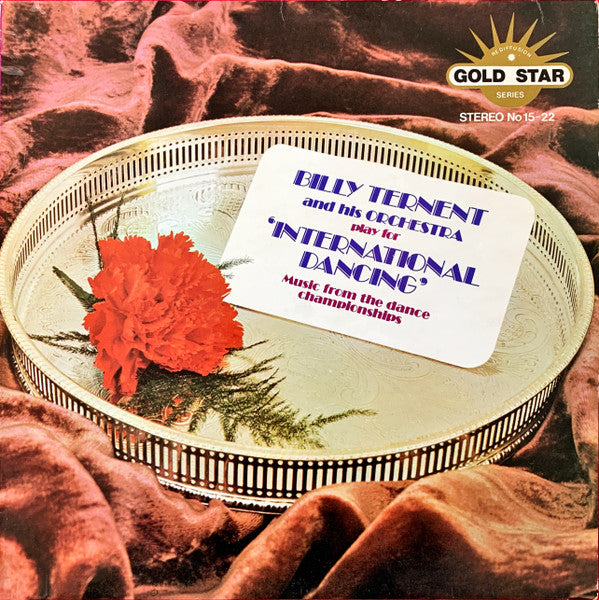 REDIFFUSION
GOLD STAR
SERIES
STEREO No 15-22
BILLY TERNENT
and his ORCHESTRA
play for
‘INTERNATIONAL
DANCING’
Music from the dance
championships